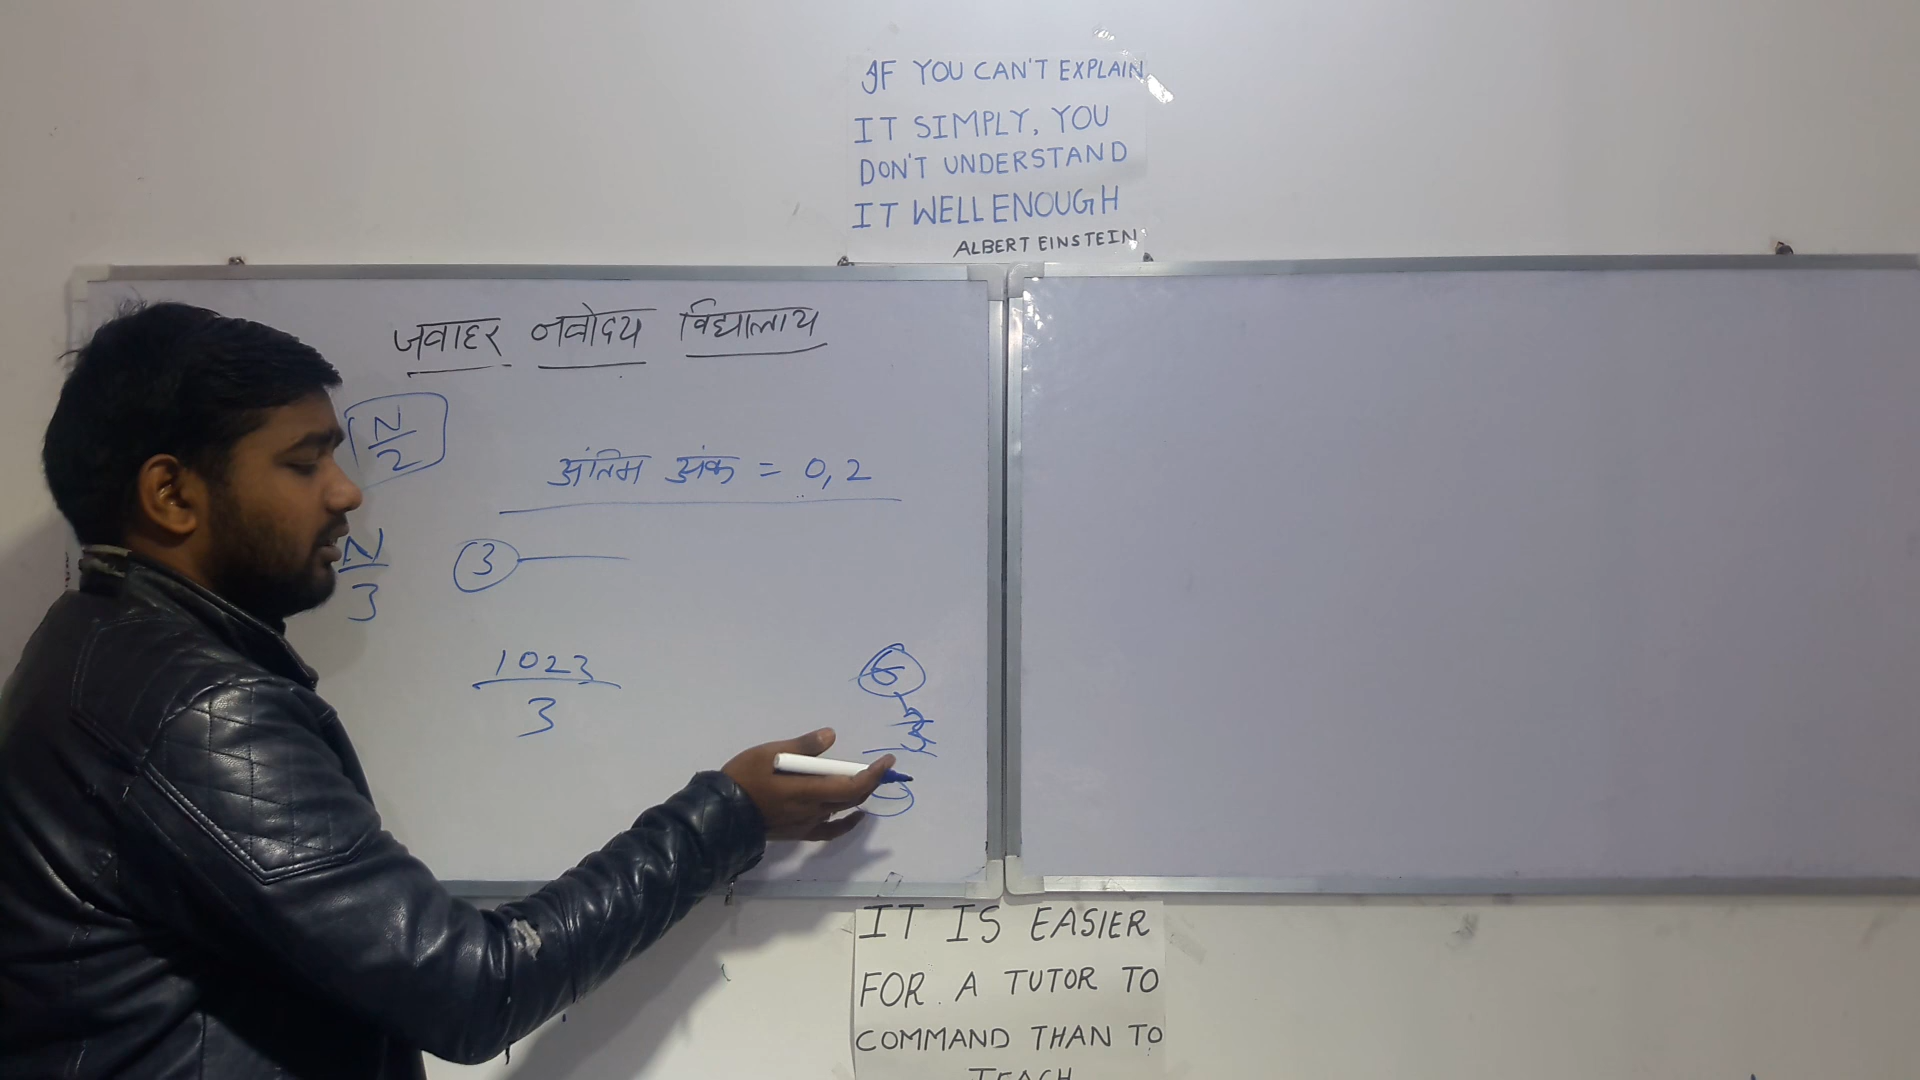 IF YOU CAN'T EXPLAIN
IT SIMPLY, YOU
DON'T UNDERSTAND
IT WELL ENOUGH
ALBERT EINSTEIN
जवाहर नवोदय विद्यालाय
N
2
अंतिम अंक = 0, 2
N
3
3
1023
3
6
IT IS EASIER
FOR A TUTOR TO
COMMAND THAN TO
TEACH